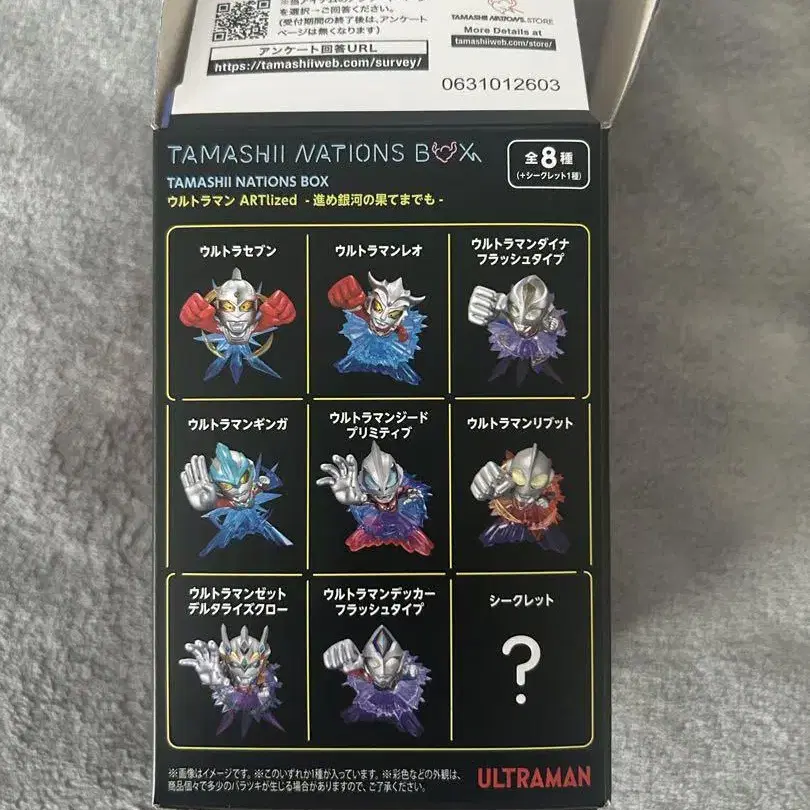 を選択→ご回答ください。
(受付期間の終了後は、アンケート
ページは無くなります)
アンケート回答URL
https://tamashiiweb.com/survey/
TAMASHII NATIONS STORE
More Details at
tamashiiweb.com/store/
0631012603
TAMASHII NATIONS BOX
全8種
(+シークレット1種)
TAMASHII NATIONS BOX
ウルトラマン ARTlized -進め銀河の果てまでも-
ウルトラセブン
ウルトラマンレオ
ウルトラマンダイナ
フラッシュタイプ
ウルトラマンギンガ
ウルトラマンジード
プリミティブ
ウルトラマンリブット
ウルトラマンゼット
デルタライズクロー
ウルトラマンデッカー
フラッシュタイプ
シークレット
?
※画像はイメージです。※このいずれか1種が入っています。※彩色などの外観は、
商品個々で多少のバラツキが生じる場合がありますので、ご了承ください。
ULTRAMAN